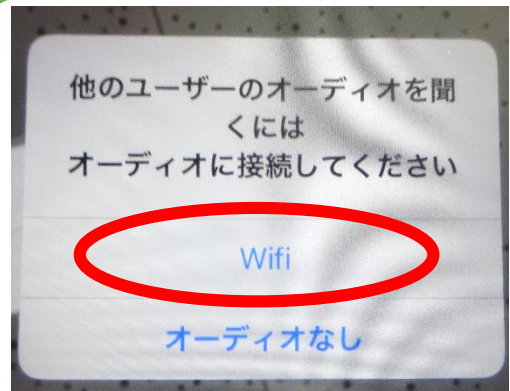 他のユーザーのオーディオを聞
くには
オーディオに接続してください
Wifi
オーディオなし